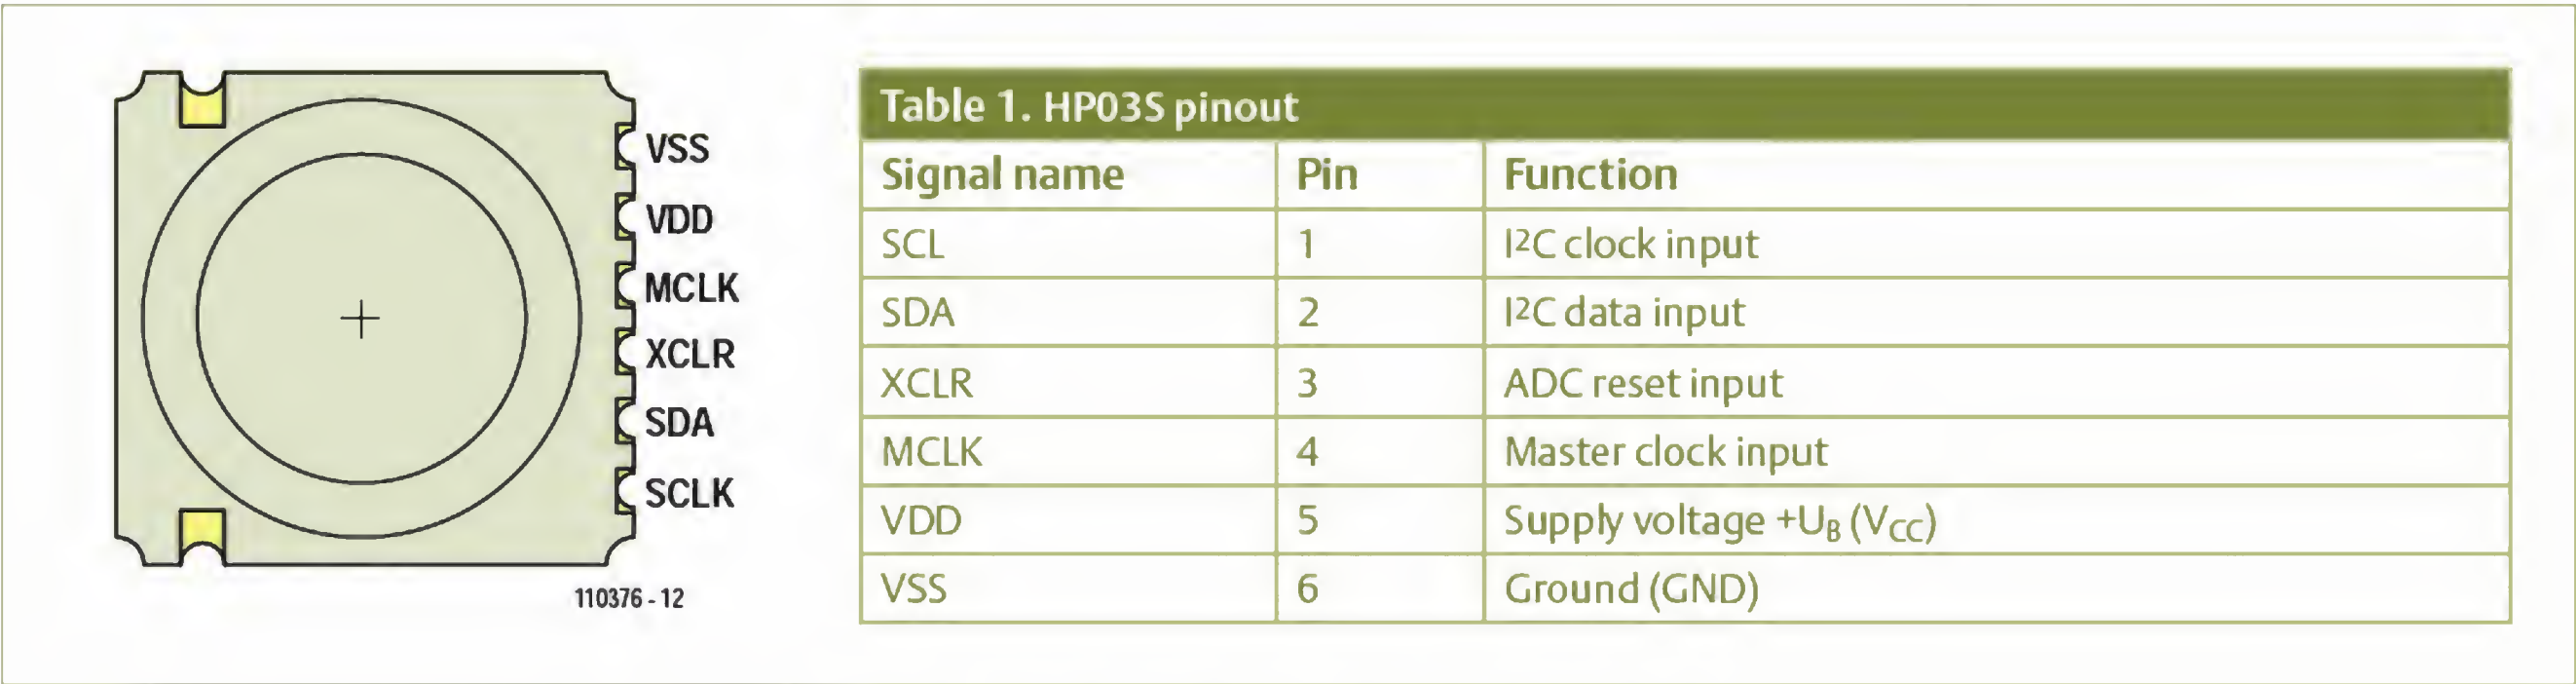 VSS
VDD
MCLK
XCLR
SDA
SCLK
110376 - 12
Table 1. HP03S pinout
Signal name Pin Function
SCL 1 I²C clock input
SDA 2 I²C data input
XCLR 3 ADC reset input
MCLK 4 Master clock input
VDD 5 Supply voltage +UB (VCC)
VSS 6 Ground (GND)